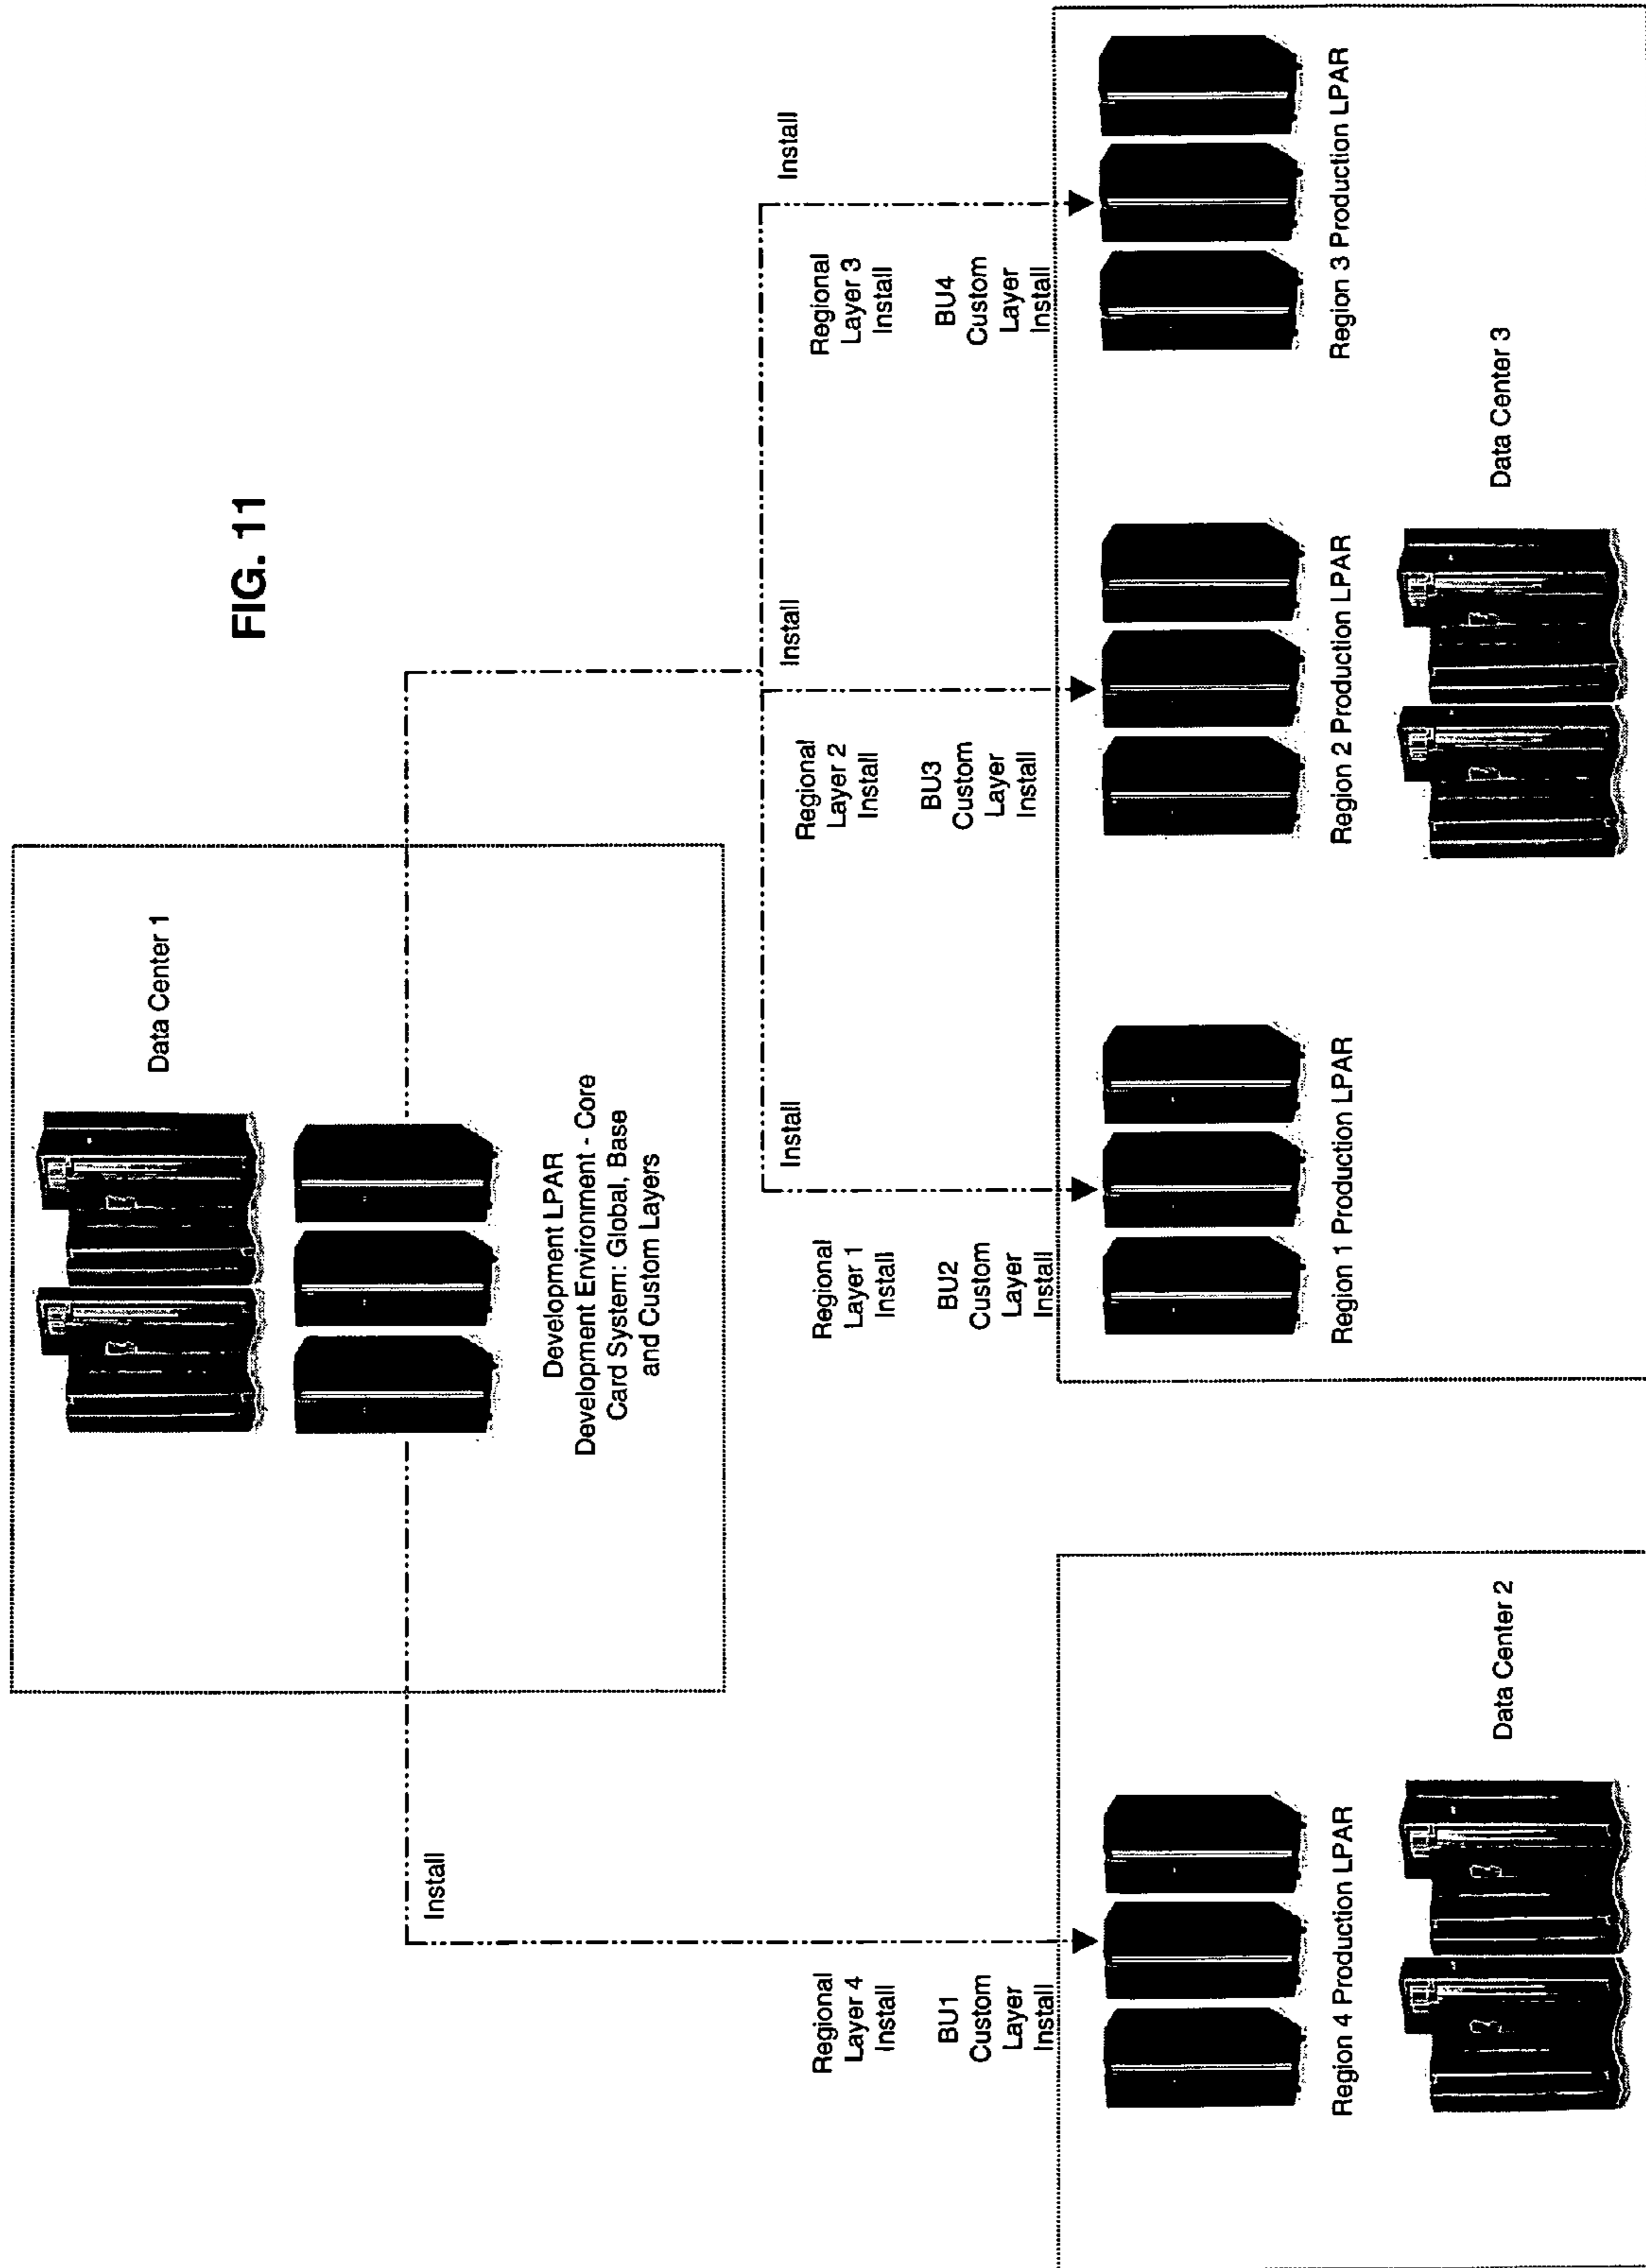 FIG. 11
Data Center 1
Development LPAR
Development Environment - Core
Card System: Global, Base
and Custom Layers
Install
Regional
Layer 4
Install
BU1
Custom
Layer
Install
Region 4 Production LPAR
Data Center 2
Install
Regional
Layer 1
Install
BU2
Custom
Layer
Install
Region 1 Production LPAR
Install
Regional
Layer 2
Install
BU3
Custom
Layer
Install
Region 2 Production LPAR
Install
Regional
Layer 3
Install
BU4
Custom
Layer
Install
Region 3 Production LPAR
Data Center 3